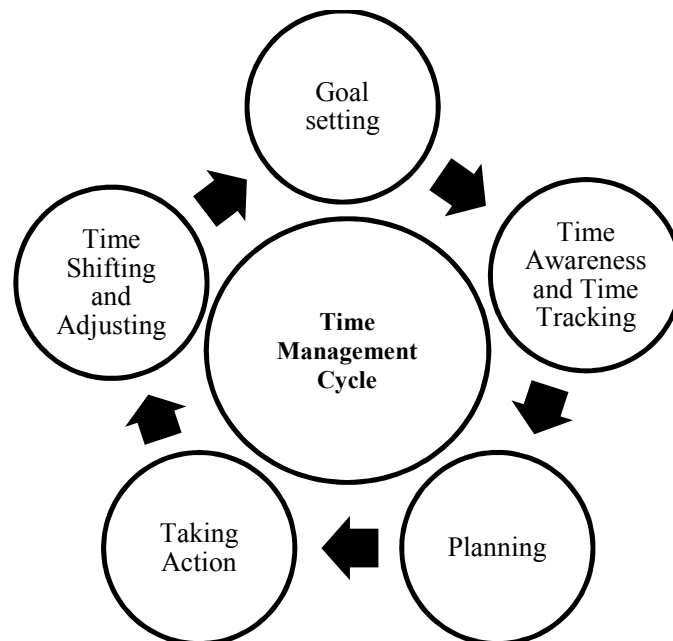 Goal
setting
Time
Awareness
and Time
Tracking
Planning
Taking
Action
Time
Shifting
and
Adjusting
Time
Management
Cycle